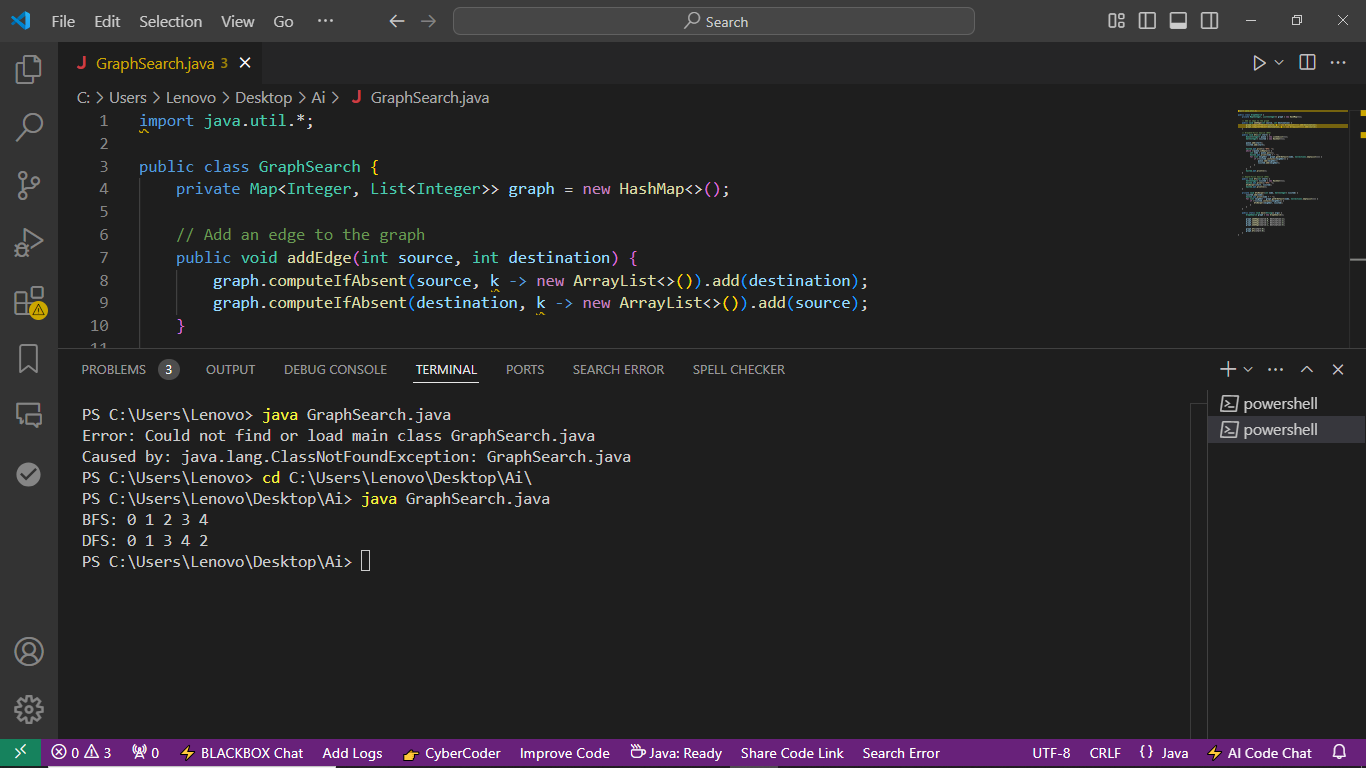 File Edit Selection View Go ··· Search
J GraphSearch.java 3
C: > Users > Lenovo > Desktop > Ai > J GraphSearch.java
1 import java.util.*;
2
3 public class GraphSearch {
4 private Map<Integer, List<Integer>> graph = new HashMap<>();
5
6 // Add an edge to the graph
7 public void addEdge(int source, int destination) {
8 graph.computeIfAbsent(source, k -> new ArrayList<>()).add(destination);
9 graph.computeIfAbsent(destination, k -> new ArrayList<>()).add(source);
10 }
11
PROBLEMS 3 OUTPUT DEBUG CONSOLE TERMINAL PORTS SEARCH ERROR SPELL CHECKER
powershell
powershell
PS C:\Users\Lenovo> java GraphSearch.java
Error: Could not find or load main class GraphSearch.java
Caused by: java.lang.ClassNotFoundException: GraphSearch.java
PS C:\Users\Lenovo> cd C:\Users\Lenovo\Desktop\Ai\
PS C:\Users\Lenovo\Desktop\Ai> java GraphSearch.java
BFS: 0 1 2 3 4
DFS: 0 1 3 4 2
PS C:\Users\Lenovo\Desktop\Ai>
0 3 0 BLACKBOX Chat Add Logs CyberCoder Improve Code Java: Ready Share Code Link Search Error UTF-8 CRLF {} Java AI Code Chat